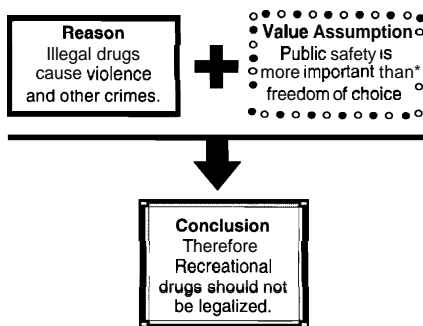 Reason
Illegal drugs
cause violence
and other crimes.
Value Assumption
Public safety is
more important than*
freedom of choice
Conclusion
Therefore
Recreational
drugs should not
be legalized.